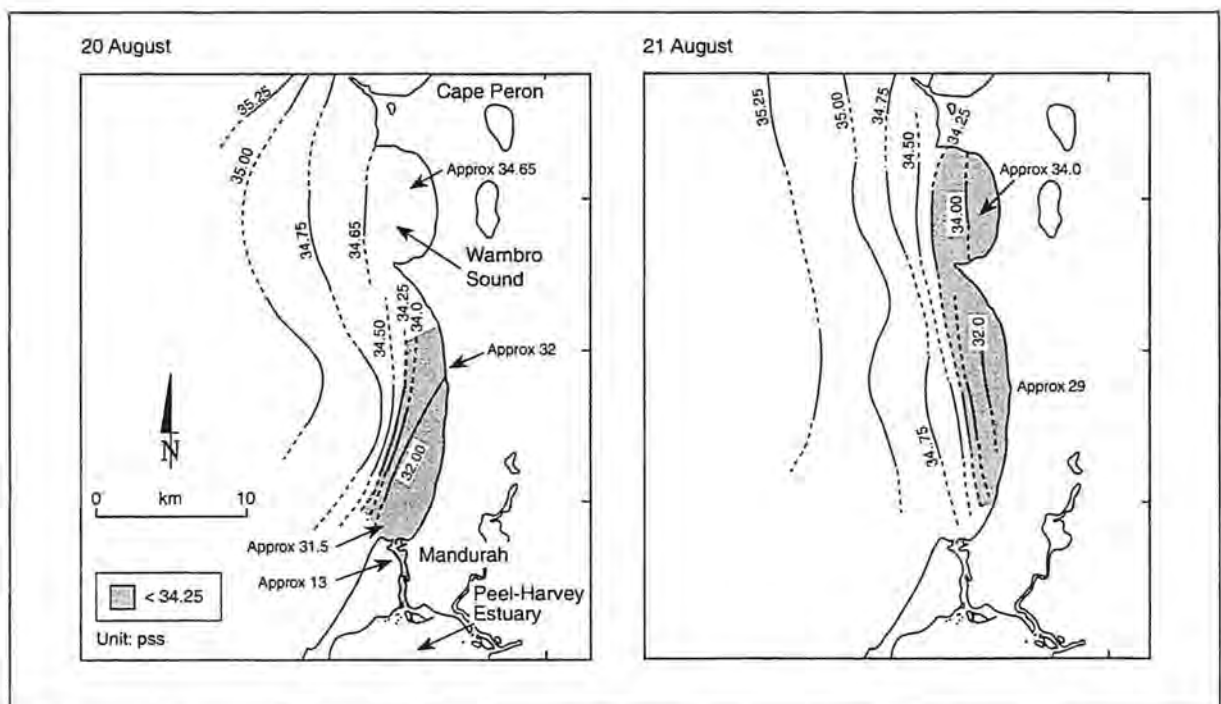 20 August
35.25
35.00
34.75
34.65
Cape Peron
Approx 34.65
Wambro
Sound
34.50
34.25
34.0
Approx 32
32.00
N
0 km 10
Approx 31.5
Approx 13
Mandurah
Peel-Harvey
Estuary
< 34.25
Unit: pss
21 August
35.25
35.00
34.75
34.50
34.25
Approx 34.0
34.00
32.0
Approx 29
34.75